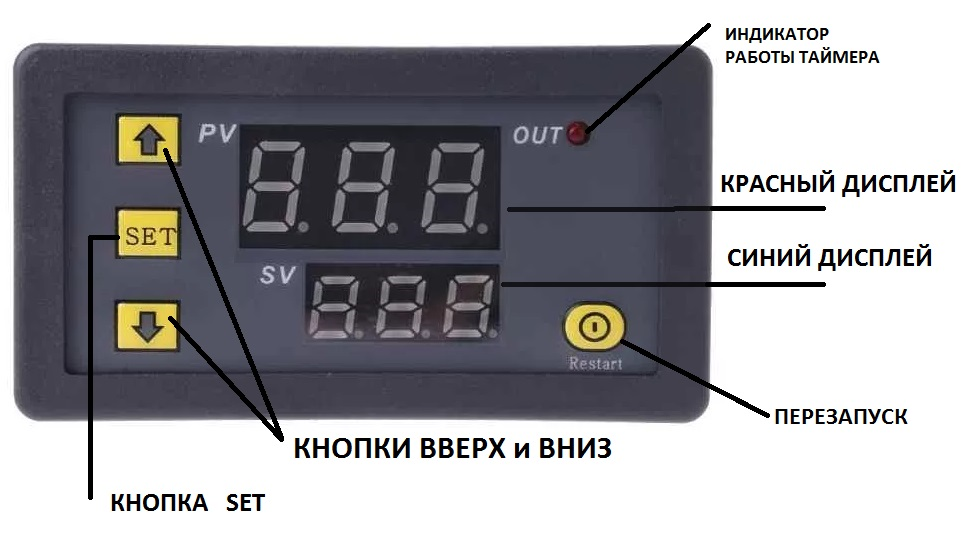 ИНДИКАТОР
РАБОТЫ ТАЙМЕРА
PV
OUT
КРАСНЫЙ ДИСПЛЕЙ
SET
СИНИЙ ДИСПЛЕЙ
SV
Restart
ПЕРЕЗАПУСК
КНОПКИ ВВЕРХ и ВНИЗ
КНОПКА SET